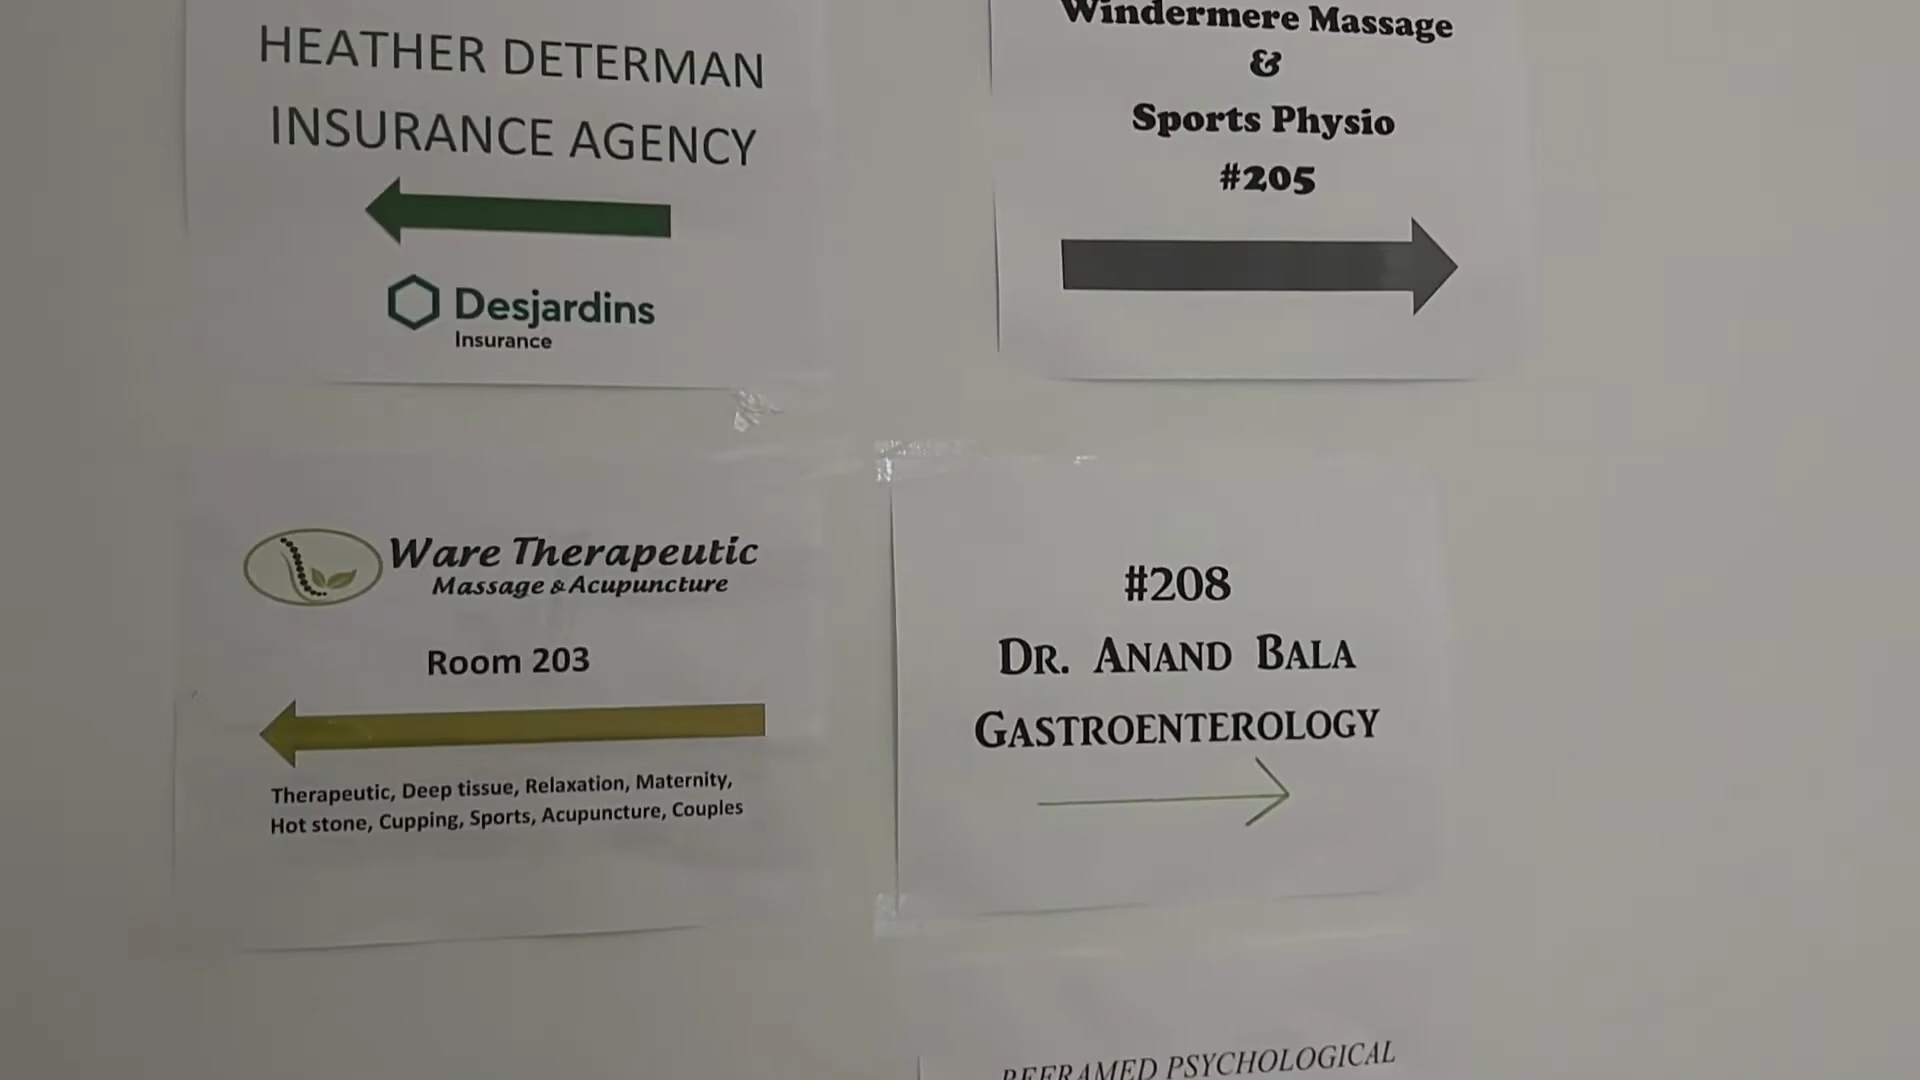 HEATHER DETERMAN
INSURANCE AGENCY
Desjardins
Insurance
Windermere Massage
&
Sports Physio
#205
Ware Therapeutic
Massage & Acupuncture
Room 203
Therapeutic, Deep tissue, Relaxation, Maternity,
Hot stone, Cupping, Sports, Acupuncture, Couples
#208
DR. ANAND BALA
GASTROENTEROLOGY
REFRAMED PSYCHOLOGICAL